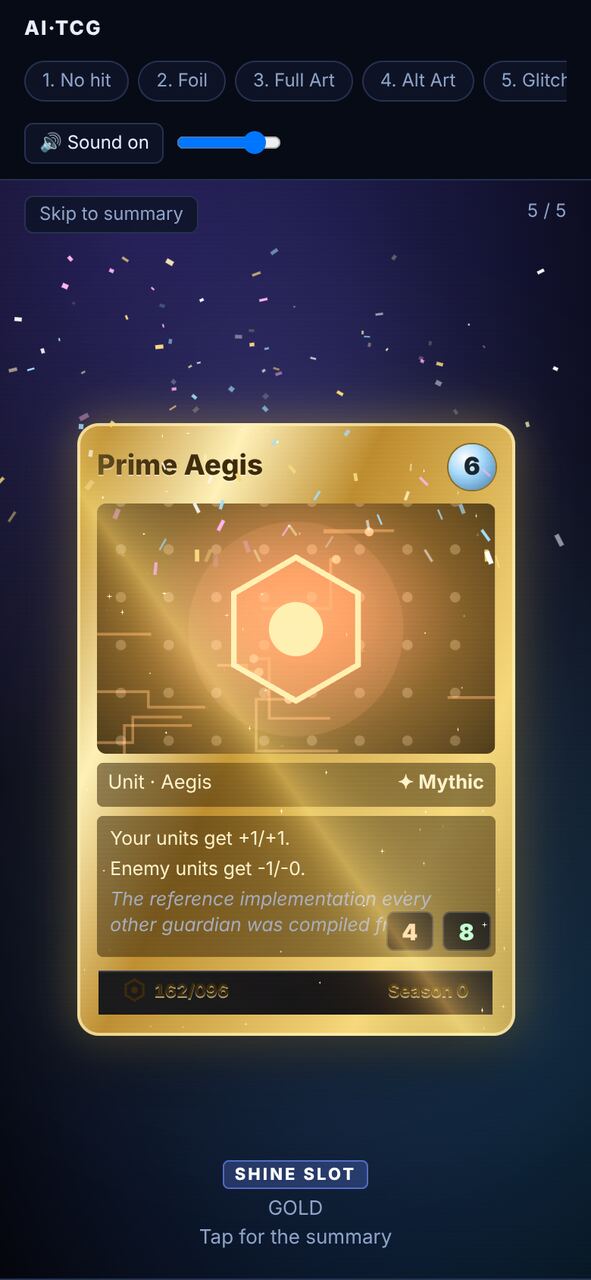 AI·TCG
1. No hit
2. Foil
3. Full Art
4. Alt Art
5. Glitch
🔊 Sound on
Skip to summary
5 / 5
Prime Aegis
6
Unit · Aegis
✦ Mythic
Your units get +1/+1.
Enemy units get -1/-0.
The reference implementation every
other guardian was compiled
4
8
162/096
Season 0
SHINE SLOT
GOLD
Tap for the summary